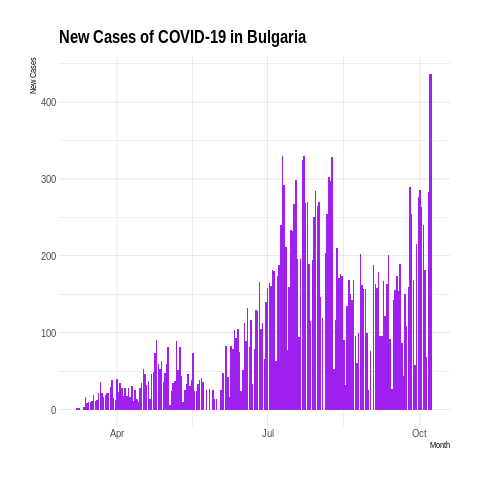 New Cases of COVID-19 in Bulgaria
New Cases
400
300
200
100
0
Apr
Jul
Oct
Month